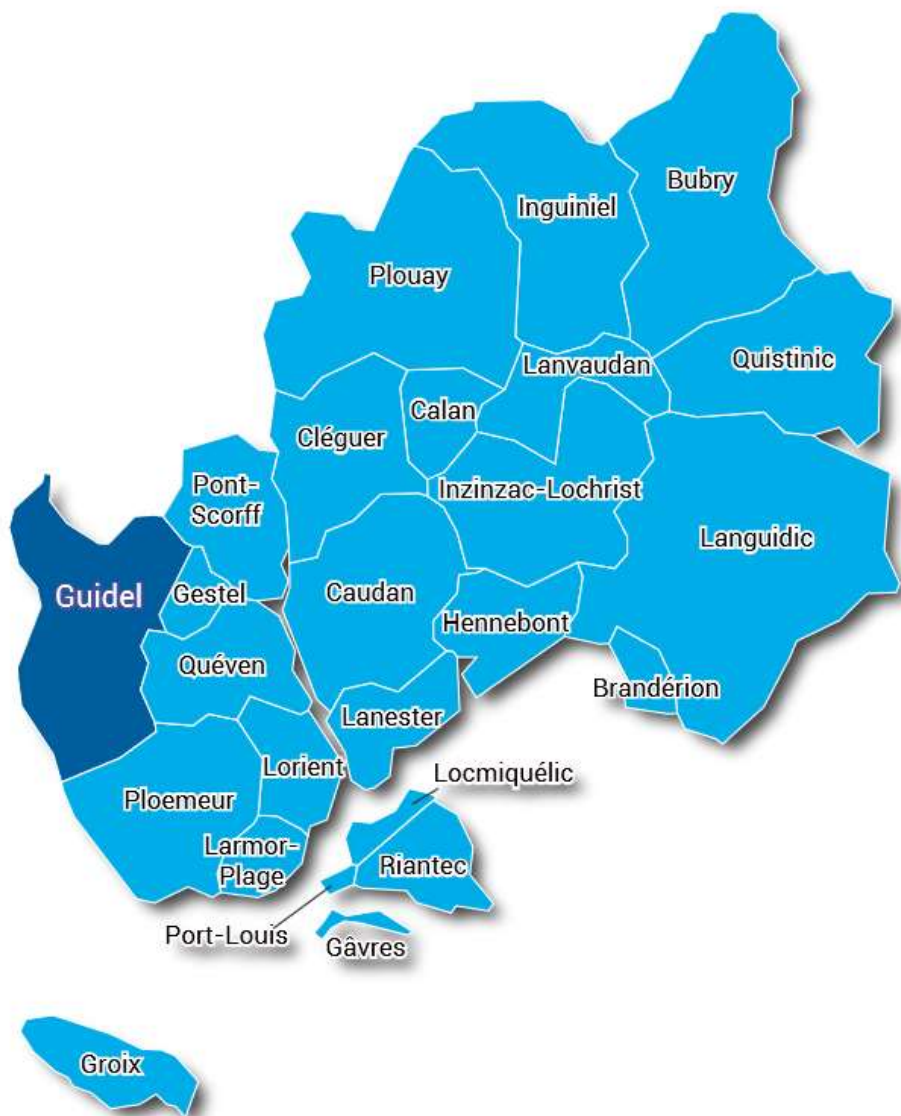 Bubry
Inguiniel
Plouay
Lanvaudan
Quistinic
Calan
Cléguer
Pont-
Scorff
Inzinzac-Lochrist
Languidic
Guidel
Gestel
Caudan
Hennebont
Quéven
Brandérion
Lanester
Lorient
Locmiquélic
Ploemeur
Larmor-
Plage
Riantec
Port-Louis
Gâvres
Groix